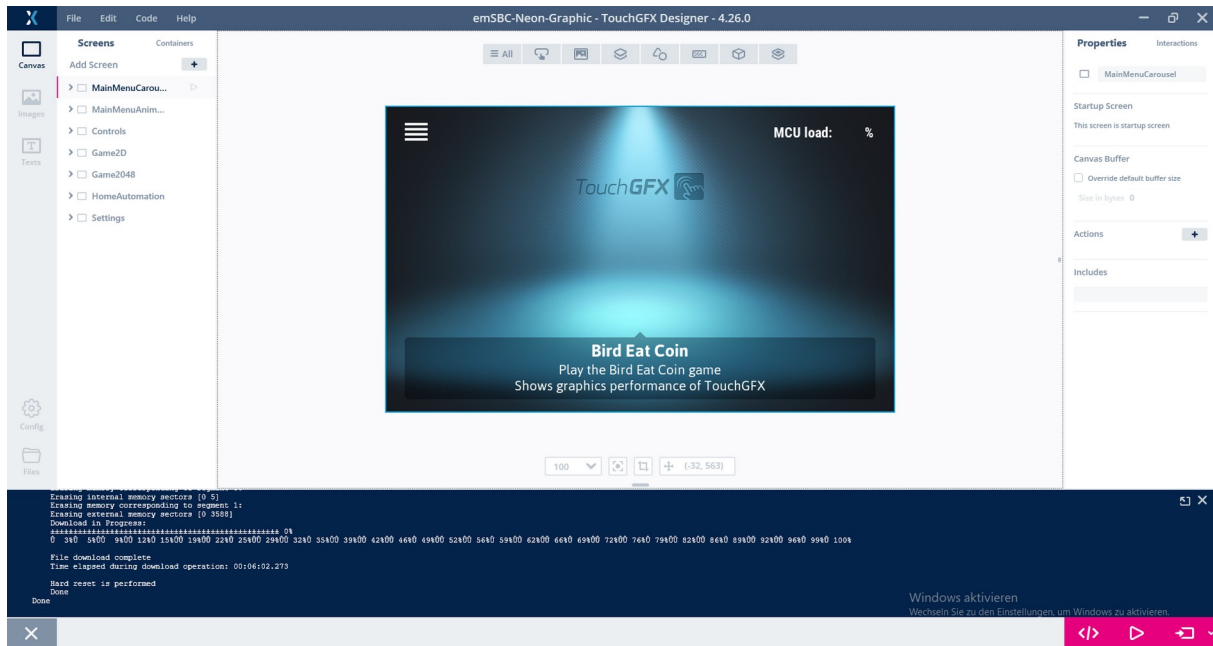 File Edit Code Help
emSBC-Neon-Graphic - TouchGFX Designer - 4.26.0
Canvas
Images
Texts
Config
Files
Screens Containers
Add Screen +
MainMenuCarou...
MainMenuAnim...
Controls
Game2D
Game2048
HomeAutomation
Settings
All
MCU load: %
TouchGFX
Bird Eat Coin
Play the Bird Eat Coin game
Shows graphics performance of TouchGFX
100 (-32, 563)
Properties Interactions
MainMenuCarousel
Startup Screen
This screen is startup screen
Canvas Buffer
Override default buffer size
Size in bytes 0
Actions +
Includes
Erasing internal memory sectors [0 5]
Erasing memory corresponding to segment 1:
Erasing external memory sectors [0 3588]
Download in Progress:
0%
File download complete
Time elapsed during download operation: 00:06:02.273
Hard reset is performed
Done
Done
Windows aktivieren
Wechseln Sie zu den Einstellungen, um Windows zu aktivieren.